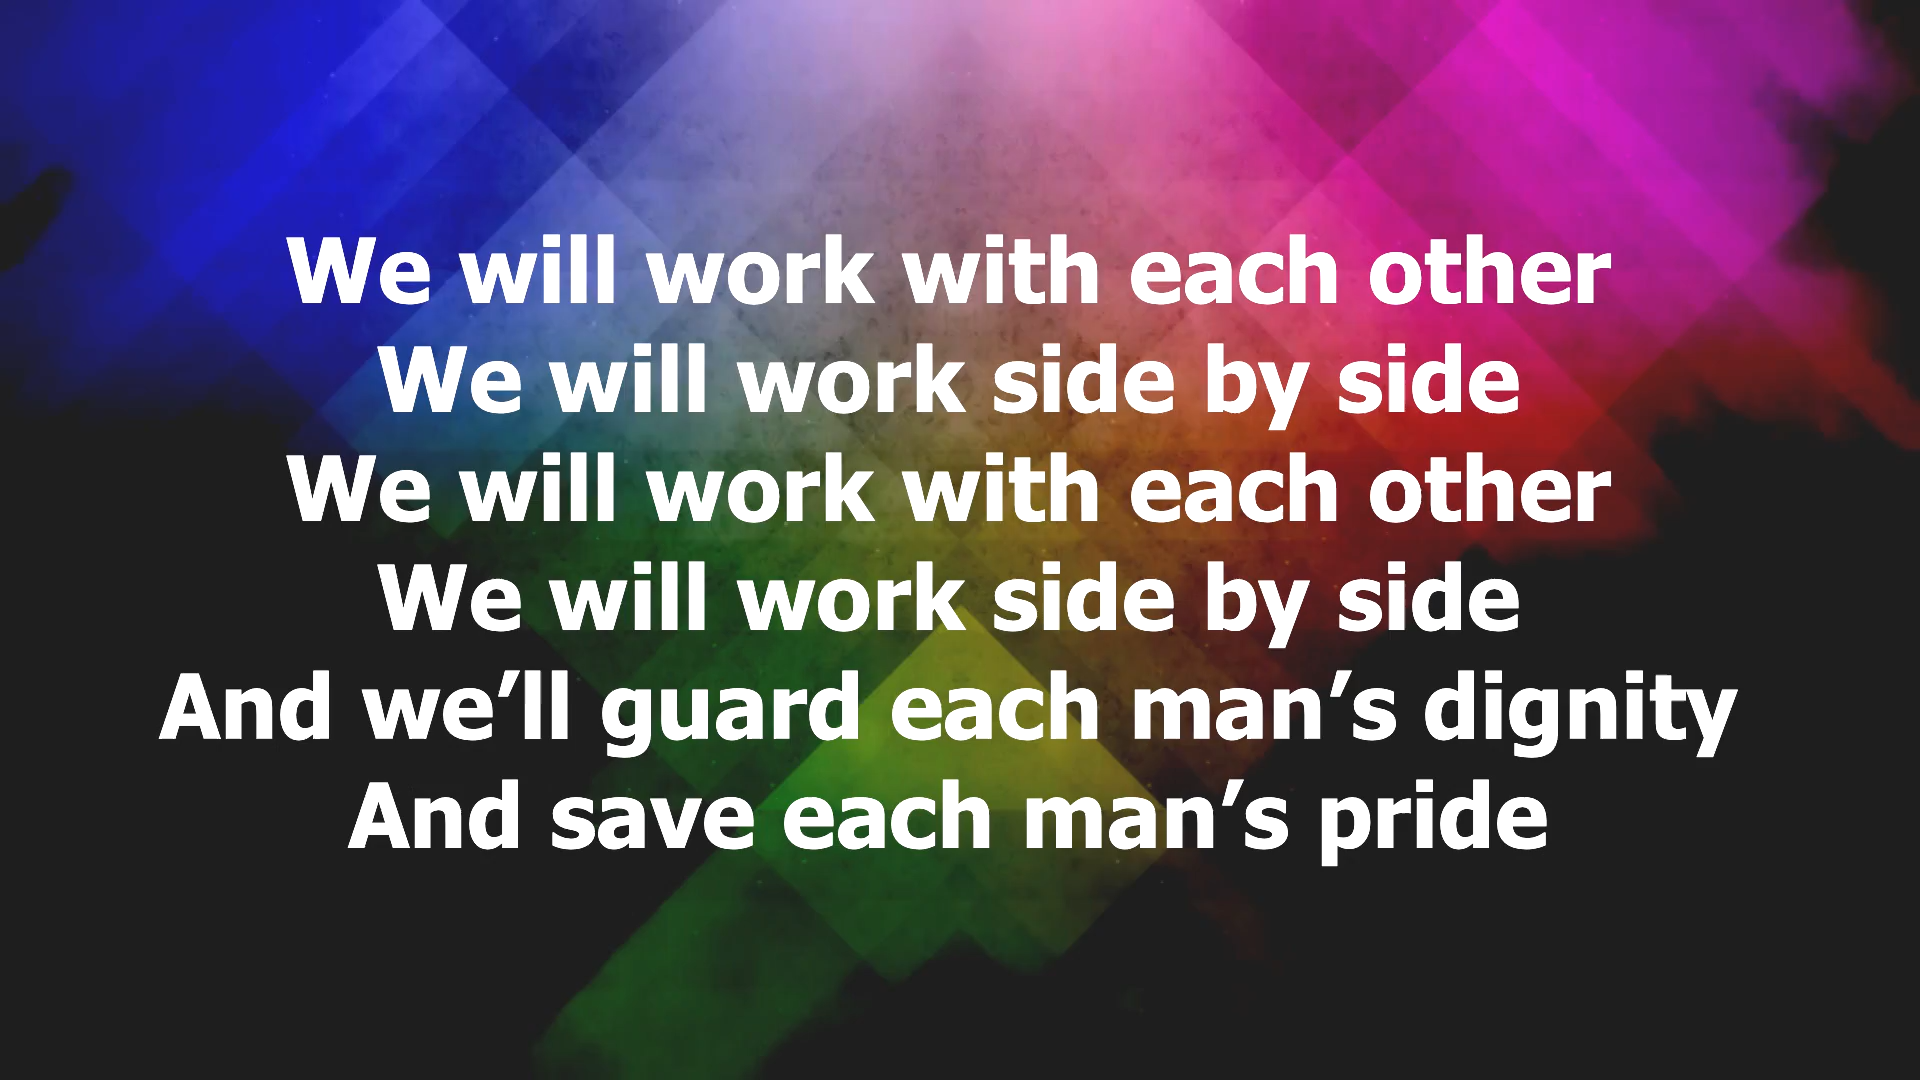 We will work with each other
We will work side by side
We will work with each other
We will work side by side
And we’ll guard each man’s dignity
And save each man’s pride